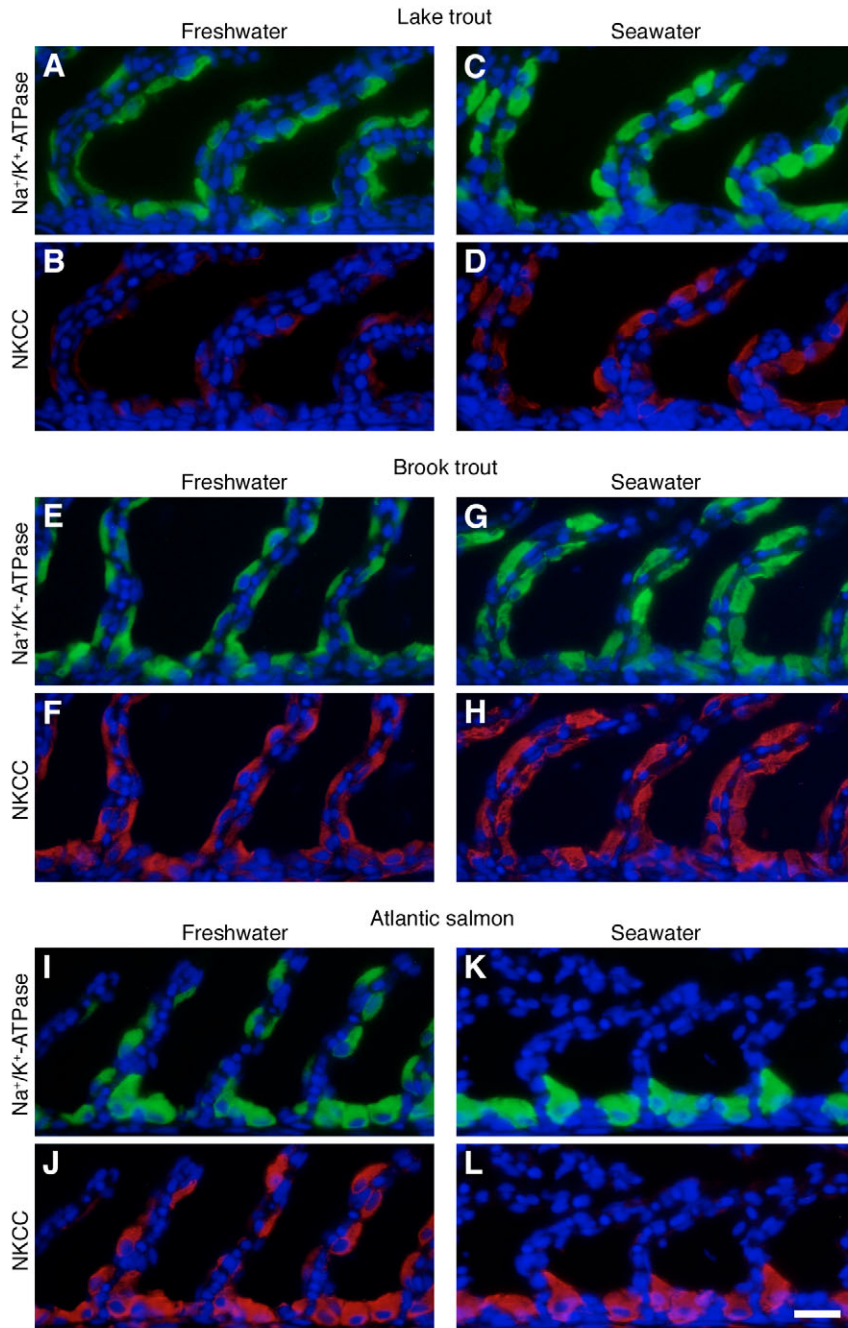 Lake trout
Freshwater Seawater
A C
Na⁺/K⁺-ATPase
B D
NKCC
Brook trout
Freshwater Seawater
E G
Na⁺/K⁺-ATPase
F H
NKCC
Atlantic salmon
Freshwater Seawater
I K
Na⁺/K⁺-ATPase
J L
NKCC